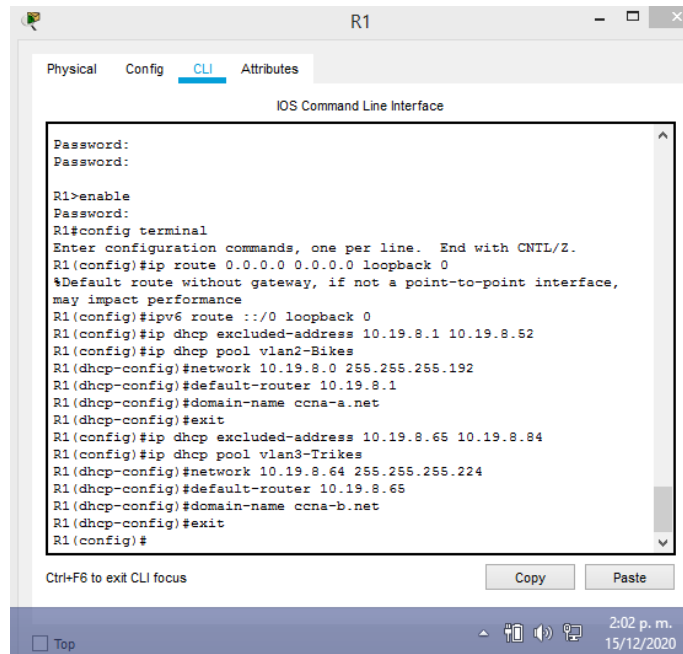 R1
Physical Config CLI Attributes
IOS Command Line Interface
Password:
Password:
R1>enable
Password:
R1#config terminal
Enter configuration commands, one per line. End with CNTL/Z.
R1(config)#ip route 0.0.0.0 0.0.0.0 loopback 0
%Default route without gateway, if not a point-to-point interface,
may impact performance
R1(config)#ipv6 route ::/0 loopback 0
R1(config)#ip dhcp excluded-address 10.19.8.1 10.19.8.52
R1(config)#ip dhcp pool vlan2-Bikes
R1(dhcp-config)#network 10.19.8.0 255.255.255.192
R1(dhcp-config)#default-router 10.19.8.1
R1(dhcp-config)#domain-name ccna-a.net
R1(dhcp-config)#exit
R1(config)#ip dhcp excluded-address 10.19.8.65 10.19.8.84
R1(config)#ip dhcp pool vlan3-Trikes
R1(dhcp-config)#network 10.19.8.64 255.255.255.224
R1(dhcp-config)#default-router 10.19.8.65
R1(dhcp-config)#domain-name ccna-b.net
R1(dhcp-config)#exit
R1(config)#
Ctrl+F6 to exit CLI focus Copy Paste
Top
2:02 p. m.
15/12/2020